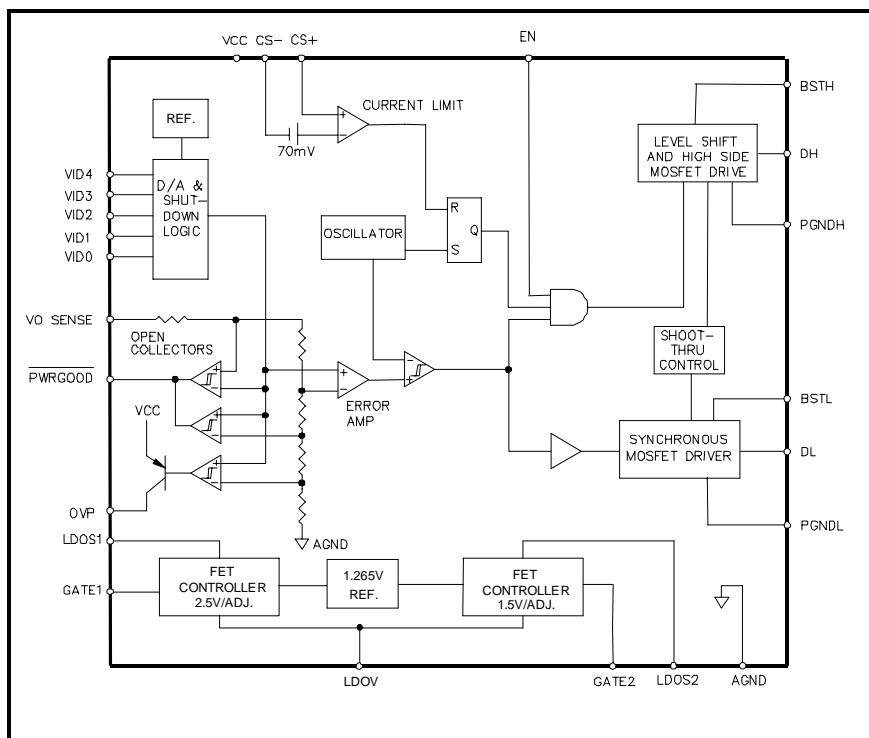 VCC CS- CS+
EN
BSTH
REF.
CURRENT LIMIT
70mV
LEVEL SHIFT
AND HIGH SIDE
MOSFET DRIVE
DH
VID4
VID3
VID2
VID1
VID0
D/A &
SHUT-
DOWN
LOGIC
PGNDH
OSCILLATOR
R
S
Q
VO SENSE
OPEN
COLLECTORS
SHOOT-
THRU
CONTROL
PWRGOOD
+
-
+
-
+
-
+
-
-
+
+
-
ERROR
AMP
BSTL
VCC
SYNCHRONOUS
MOSFET DRIVER
DL
OVP
PGNDL
AGND
LDOS1
GATE1
FET
CONTROLLER
2.5V/ADJ.
1.265V
REF.
FET
CONTROLLER
1.5V/ADJ.
LDOV
GATE2
LDOS2
AGND